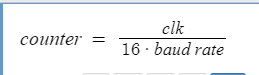 counter = clk / 16 · baud rate